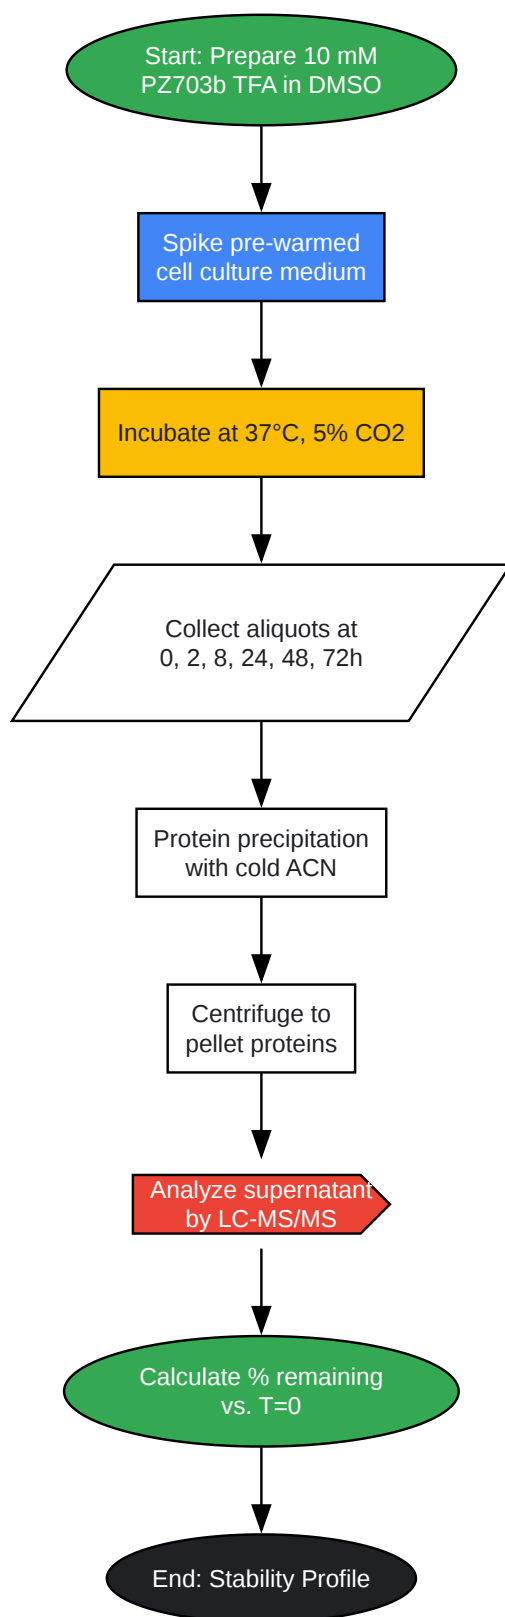 Start: Prepare 10 mM
PZ703b TFA in DMSO
Spike pre-warmed
cell culture medium
Incubate at 37°C, 5% CO2
Collect aliquots at
0, 2, 8, 24, 48, 72h
Protein precipitation
with cold ACN
Centrifuge to
pellet proteins
Analyze supernatant
by LC-MS/MS
Calculate % remaining
vs. T=0
End: Stability Profile